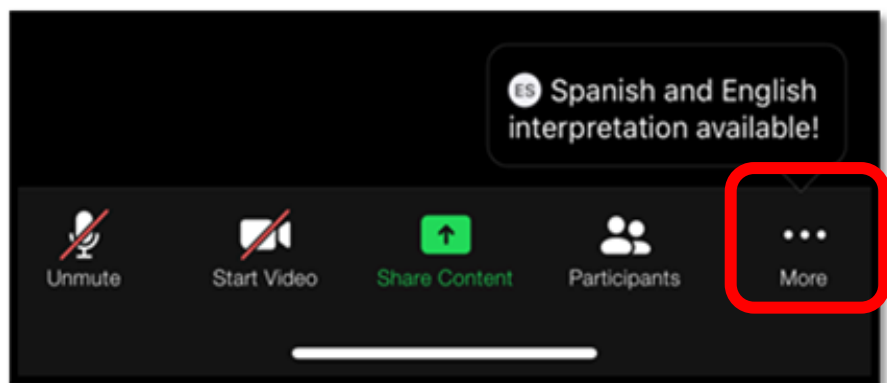 ES Spanish and English
interpretation available!
Unmute
Start Video
Share Content
Participants
More